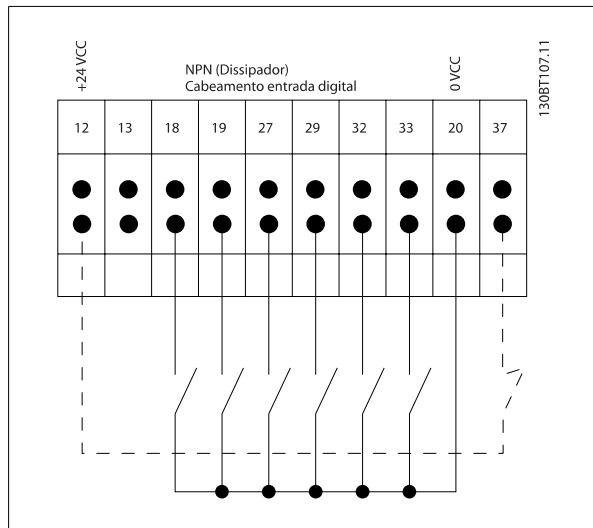 +24 VCC
NPN (Dissipador)
Cabeamento entrada digital
0 VCC
130BT107.11
12 13 18 19 27 29 32 33 20 37